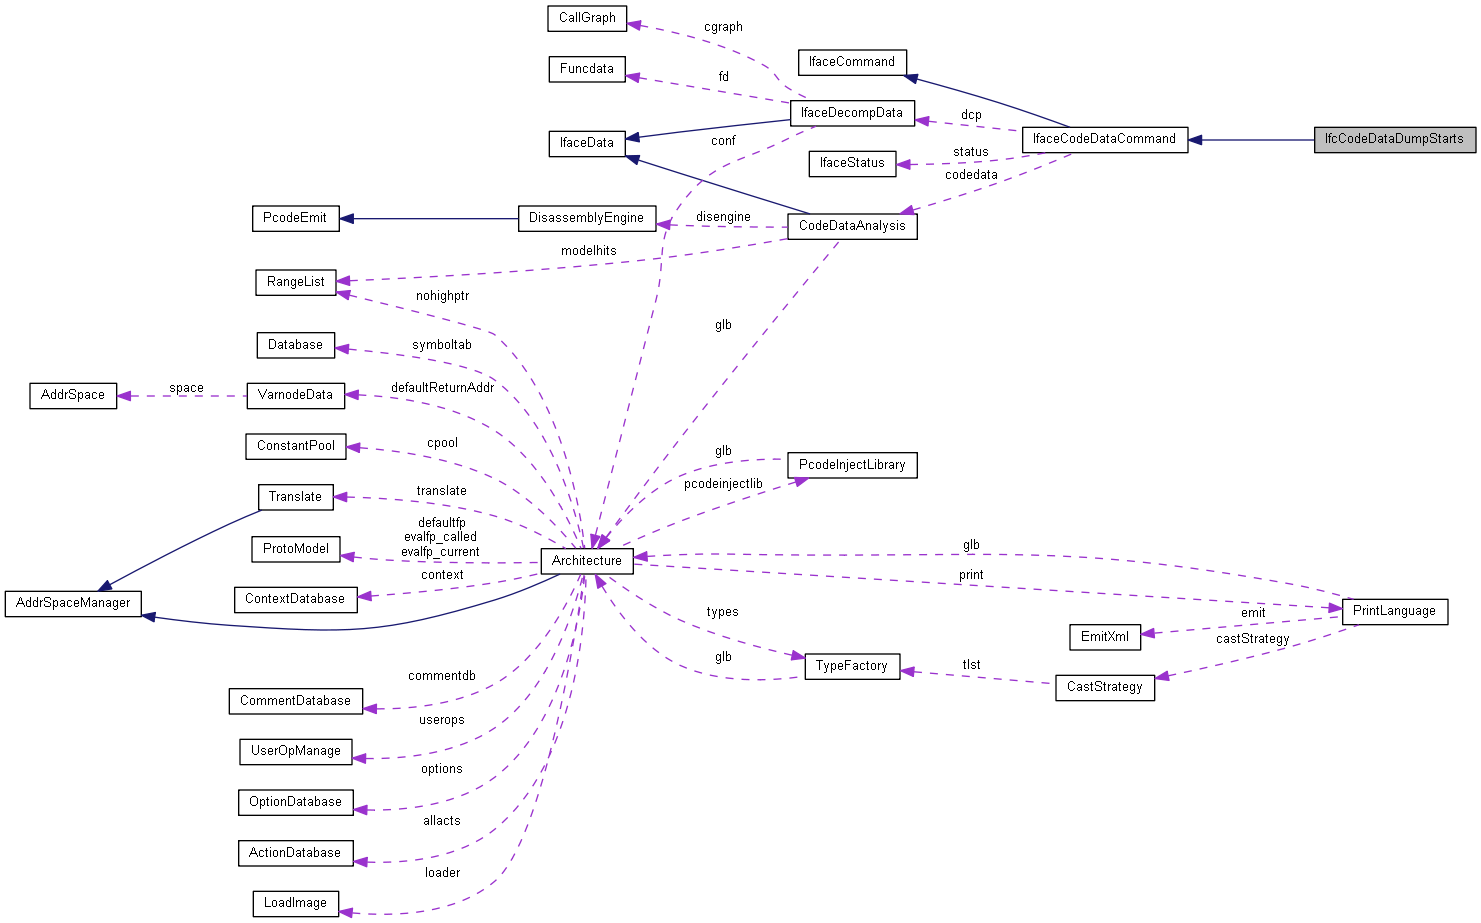 CallGraph
cgraph
IfaceCommand
Funcdata
fd
IfaceDecompData
dcp
IfaceData
conf
IfaceCodeDataCommand
IfcCodeDataDumpStarts
IfaceStatus
status
codedata
PcodeEmit
DisassemblyEngine
disengine
CodeDataAnalysis
modelhits
RangeList
nohighptr
glb
Database
symboltab
AddrSpace
space
VarnodeData
defaultReturnAddr
ConstantPool
cpool
glb
PcodeInjectLibrary
pcodeinjectlib
Translate
translate
defaultfp
evalfp_called
evalfp_current
ProtoModel
Architecture
glb
print
context
ContextDatabase
AddrSpaceManager
types
PrintLanguage
emit
EmitXml
castStrategy
glb
TypeFactory
tlst
CastStrategy
commentdb
CommentDatabase
userops
UserOpManage
options
OptionDatabase
allacts
ActionDatabase
loader
LoadImage